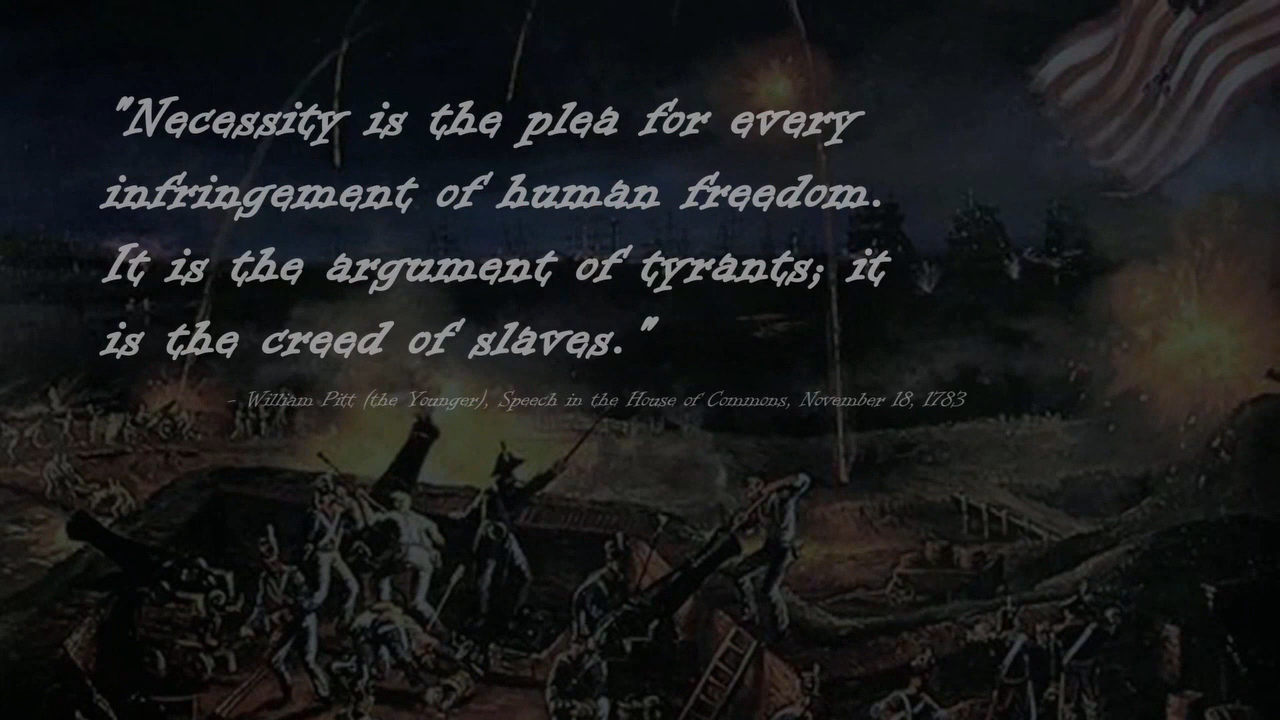 "Necessity is the plea for every
infringement of human freedom.
It is the argument of tyrants; it
is the creed of slaves."
- William Pitt (the Younger), Speech in the House of Commons, November 18, 1783